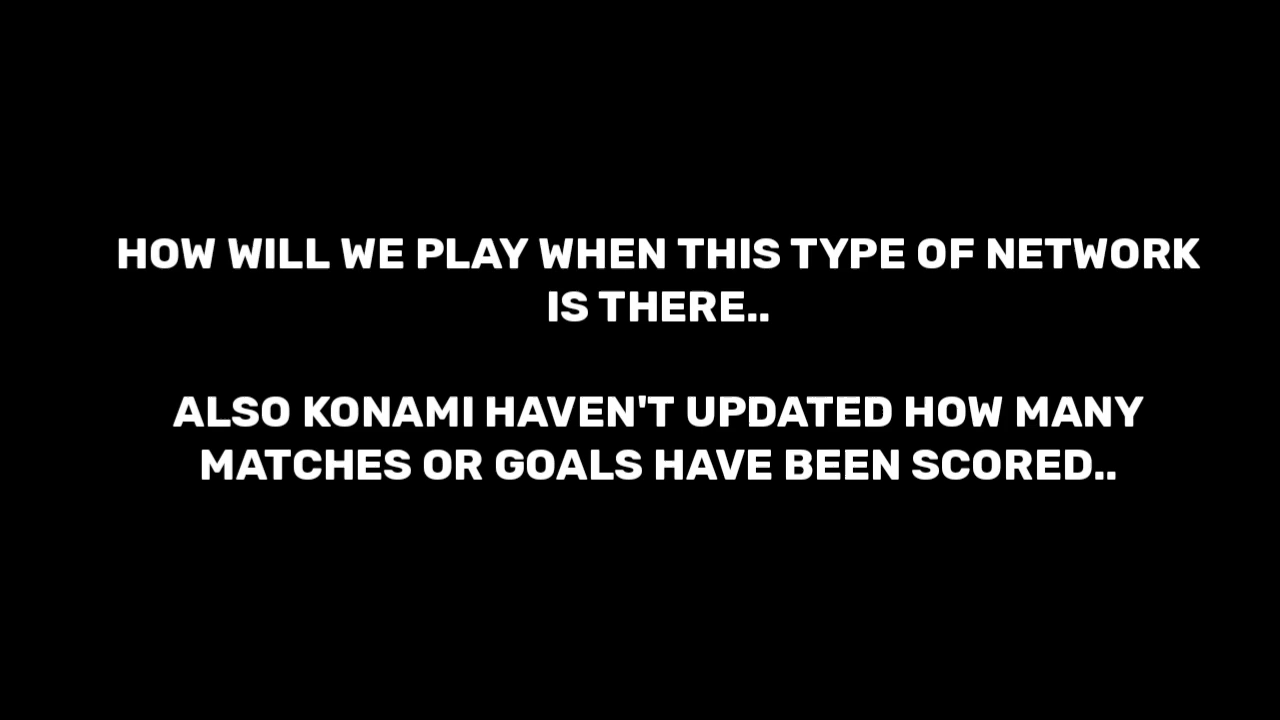 HOW WILL WE PLAY WHEN THIS TYPE OF NETWORK
IS THERE..
ALSO KONAMI HAVEN'T UPDATED HOW MANY
MATCHES OR GOALS HAVE BEEN SCORED..